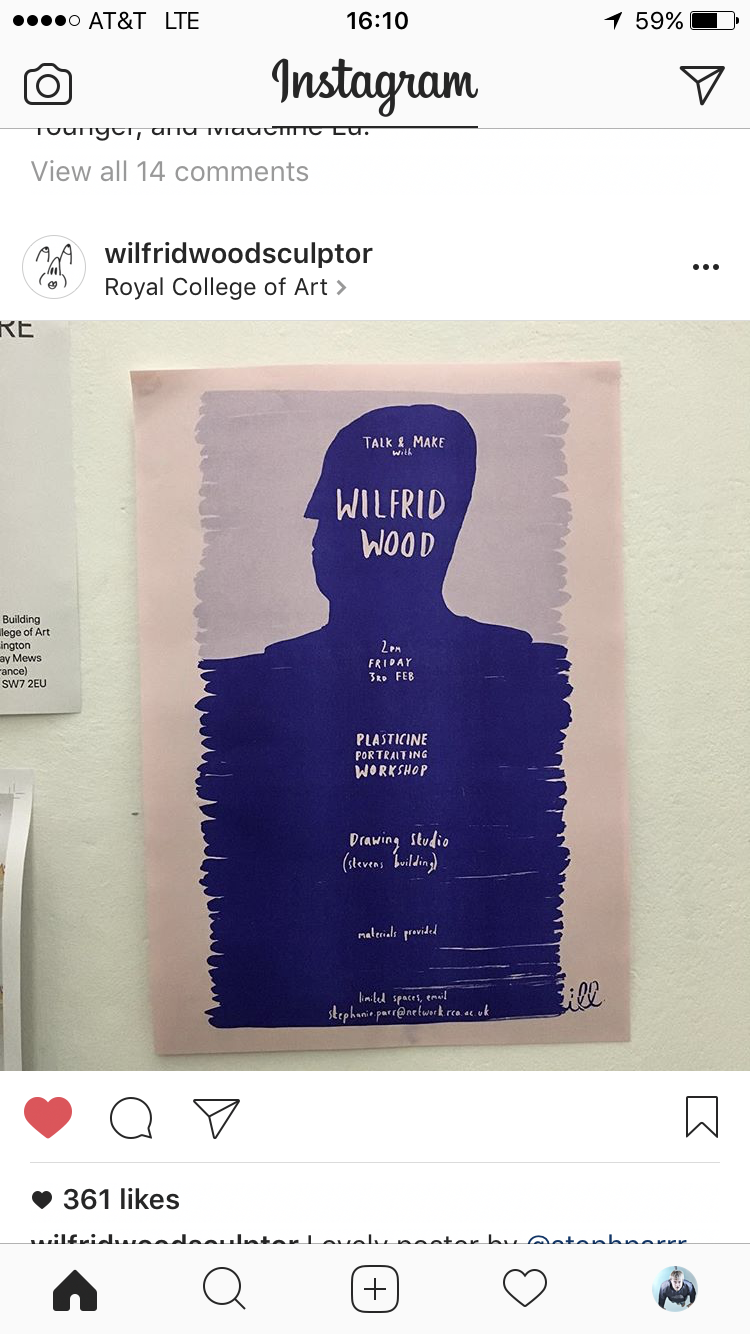 AT&T LTE 16:10 59%
Instagram
Younger, and Madeline Lu.
View all 14 comments
wilfridwoodsculptor
Royal College of Art >
RE
Building
lege of Art
ington
ay Mews
rance)
SW7 2EU
TALK & MAKE
with
WILFRID
WOOD
2PM
FRIDAY
3RD FEB
PLASTICINE
PORTRAITING
WORKSHOP
Drawing Studio
(stevens building)
materials provided
limited spaces, email
stephanie.parr@network.rca.ac.uk
ill
361 likes
wilfridwoodsculptor Lovely poster by @stephparrr